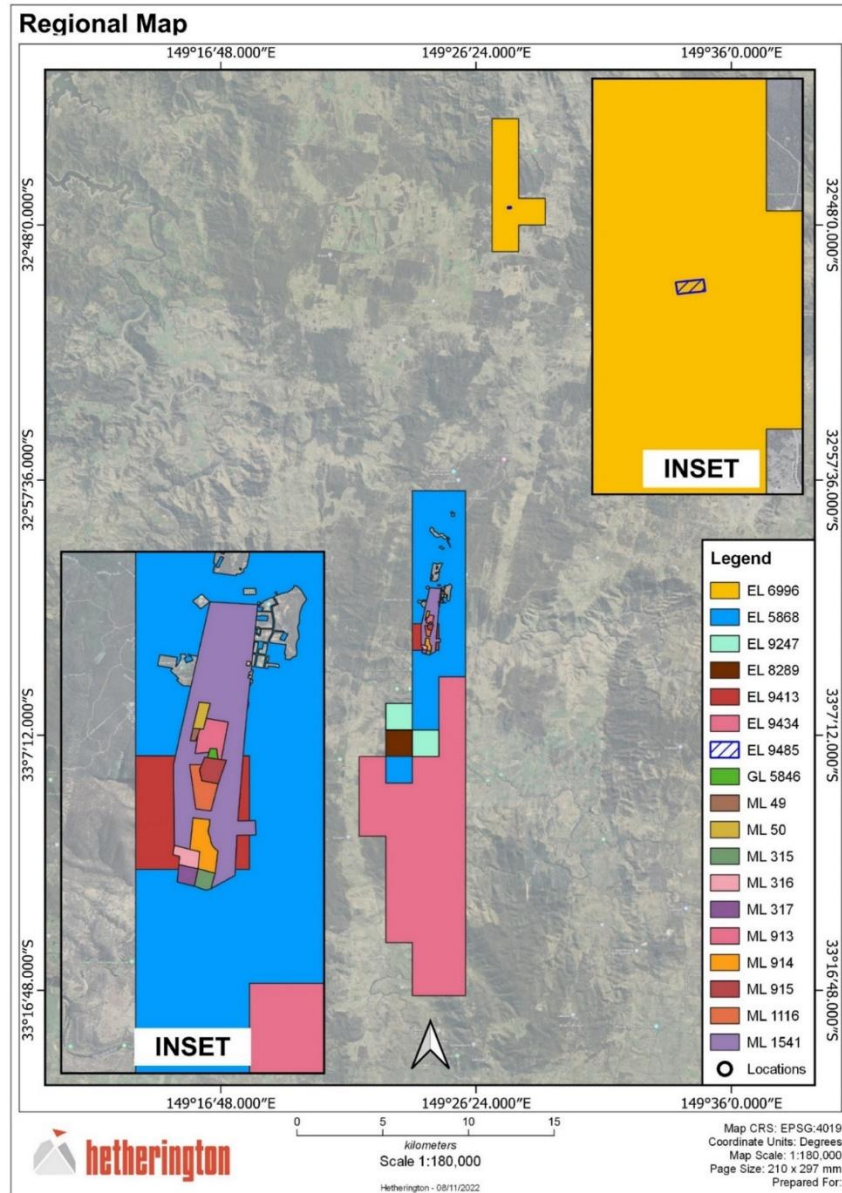 Regional Map
149°16'48.000"E
149°26'24.000"E
149°36'0.000"E
32°48'0.000"S
32°48'0.000"S
32°57'36.000"S
32°57'36.000"S
33°7'12.000"S
33°7'12.000"S
33°16'48.000"S
33°16'48.000"S
INSET
INSET
Legend
EL 6996
EL 5868
EL 9247
EL 8289
EL 9413
EL 9434
EL 9485
GL 5846
ML 49
ML 50
ML 315
ML 316
ML 317
ML 913
ML 914
ML 915
ML 1116
ML 1541
Locations
149°16'48.000"E
149°26'24.000"E
149°36'0.000"E
hetherington
0 5 10 15
kilometers
Scale 1:180,000
Hetherington - 08/11/2022
Map CRS: EPSG:4019
Coordinate Units: Degrees
Map Scale: 1:180,000
Page Size: 210 x 297 mm
Prepared For: